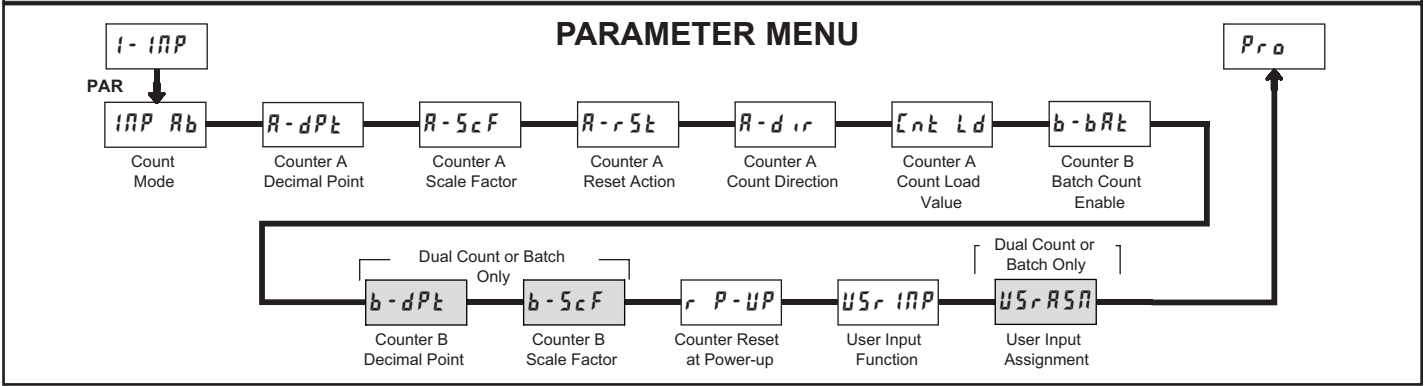 PARAMETER MENU
1-INP
Pro
PAR
INP Ab
A-dPt
A-ScF
A-rSt
A-dir
Cnt Ld
b-bAt
Count
Mode
Counter A
Decimal Point
Counter A
Scale Factor
Counter A
Reset Action
Counter A
Count Direction
Counter A
Count Load
Value
Counter B
Batch Count
Enable
Dual Count or Batch
Only
Dual Count or
Batch Only
b-dPt
b-ScF
r P-UP
USrINP
USrASN
Counter B
Decimal Point
Counter B
Scale Factor
Counter Reset
at Power-up
User Input
Function
User Input
Assignment